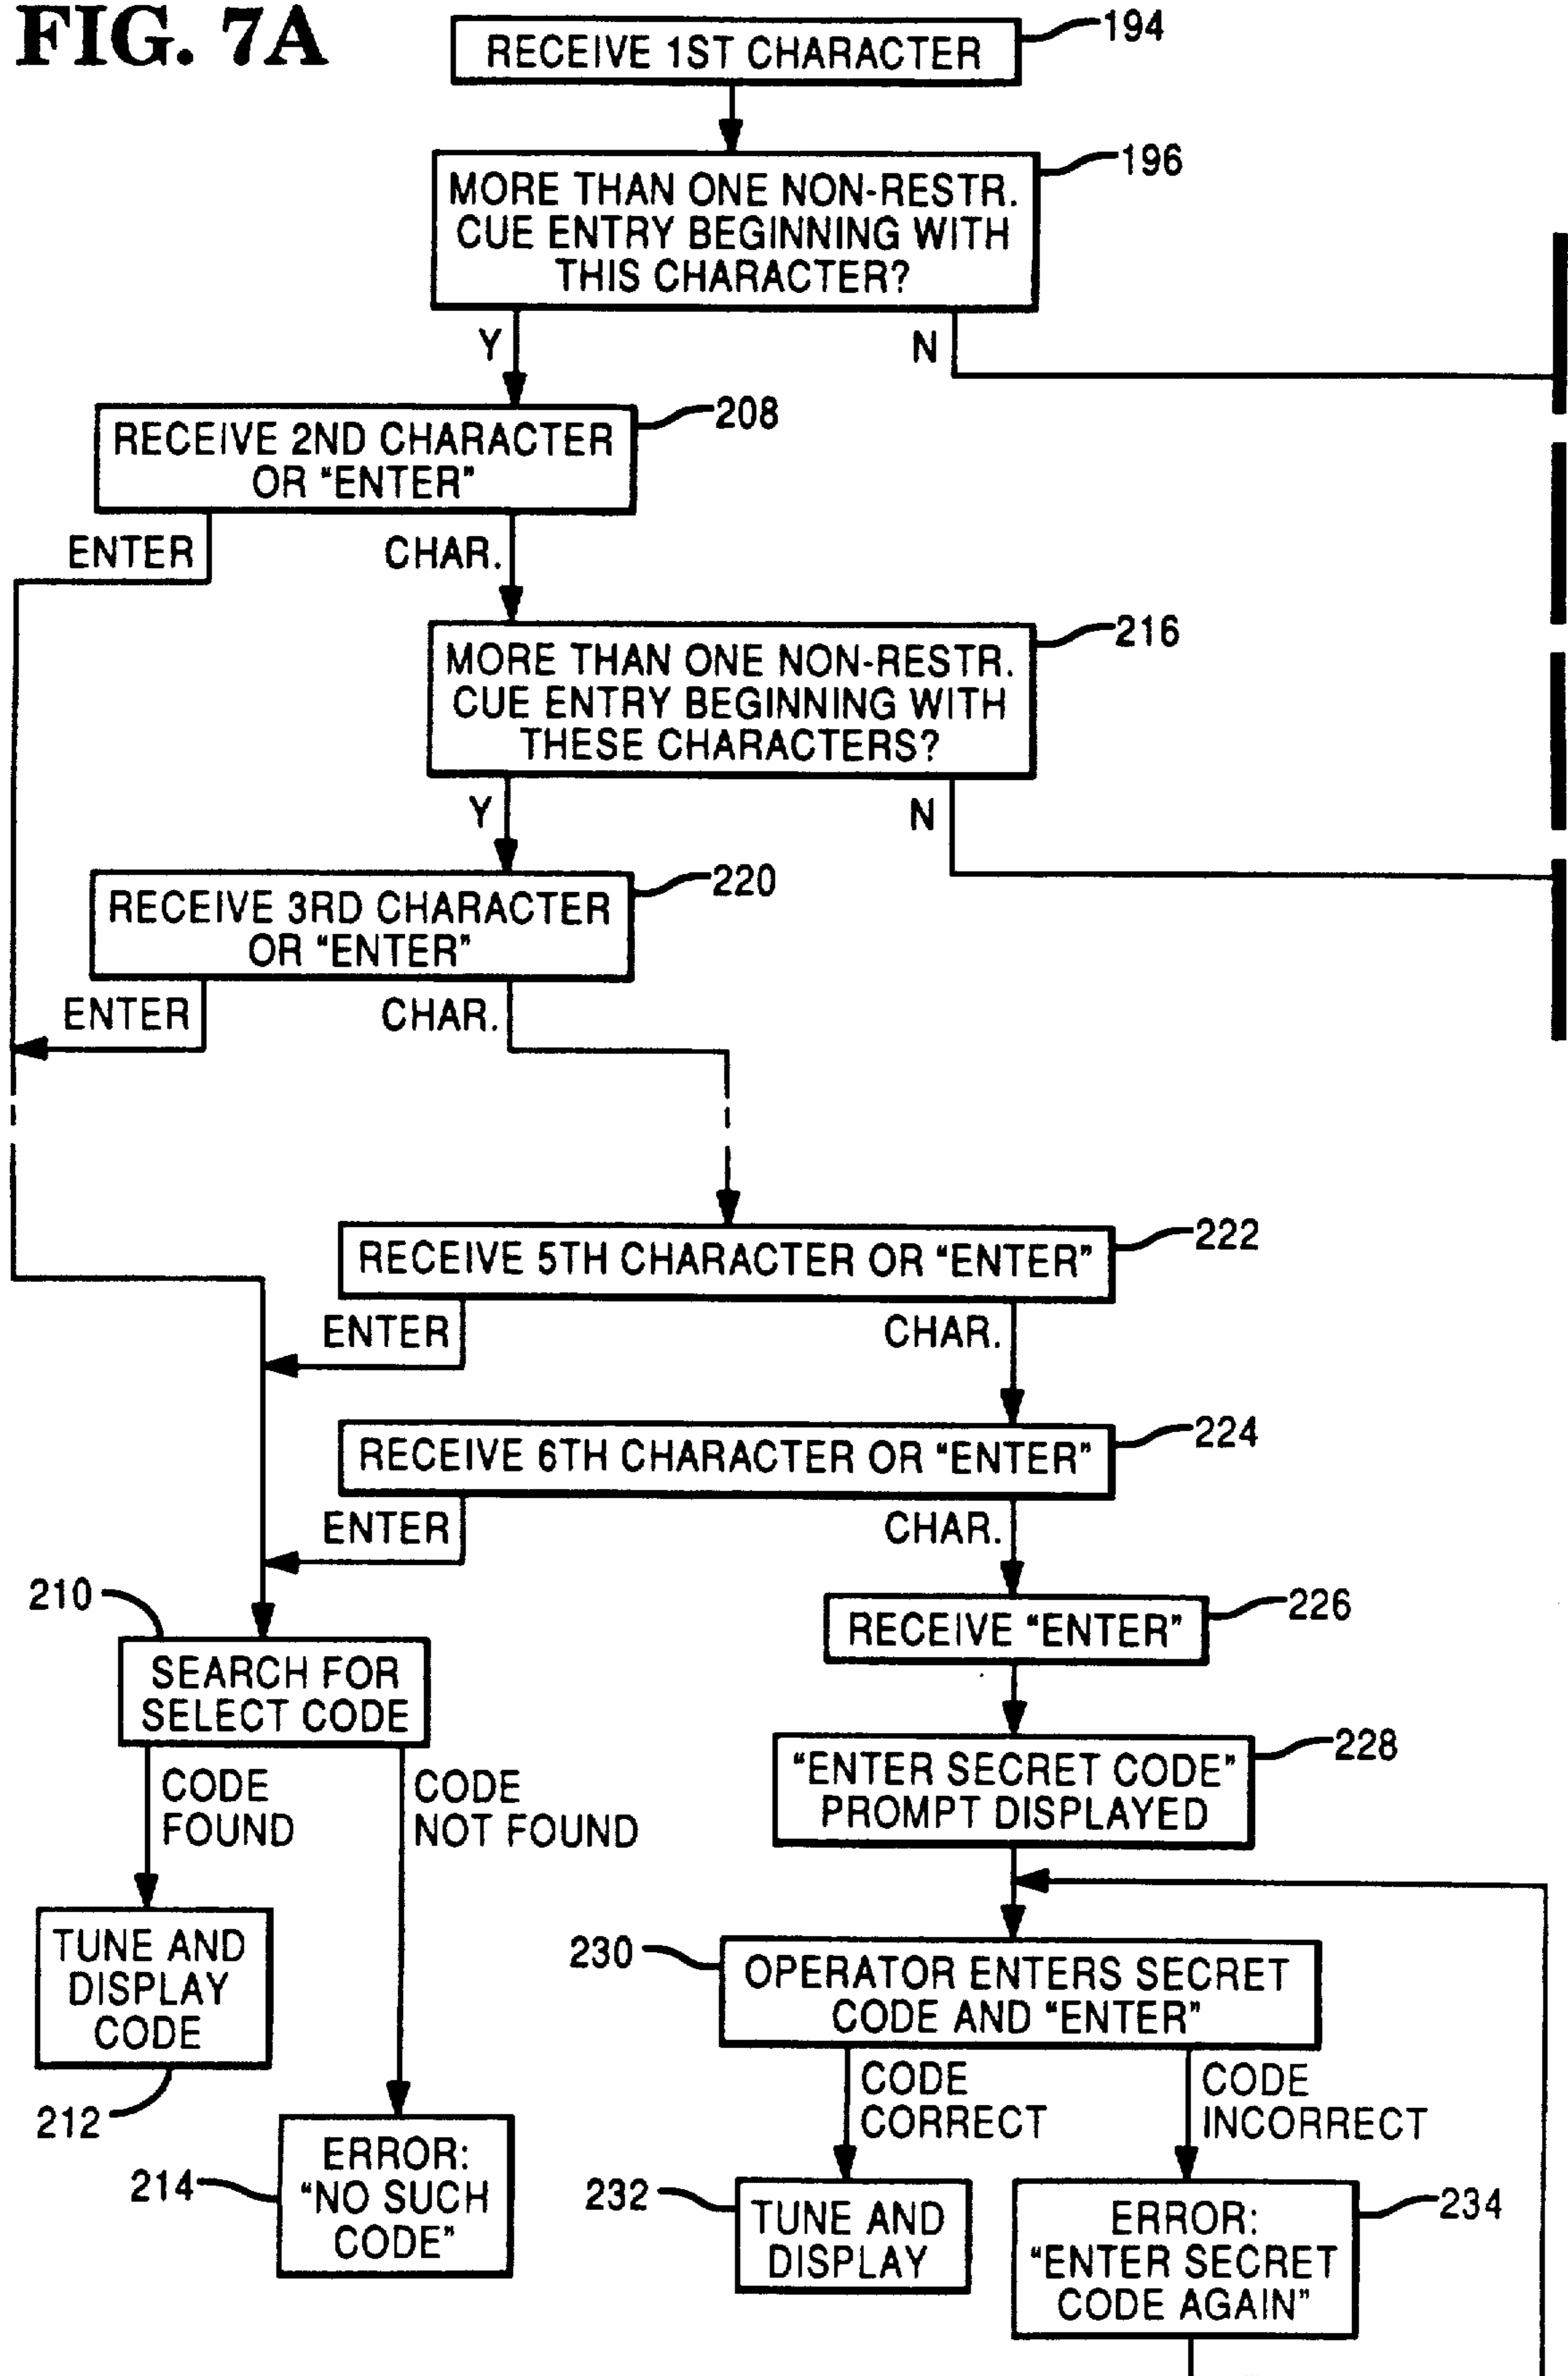 FIG. 7A
RECEIVE 1ST CHARACTER
194
MORE THAN ONE NON-RESTR.
CUE ENTRY BEGINNING WITH
THIS CHARACTER?
196
Y
N
RECEIVE 2ND CHARACTER
OR "ENTER"
208
ENTER
CHAR.
MORE THAN ONE NON-RESTR.
CUE ENTRY BEGINNING WITH
THESE CHARACTERS?
216
Y
N
RECEIVE 3RD CHARACTER
OR "ENTER"
220
ENTER
CHAR.
RECEIVE 5TH CHARACTER OR "ENTER"
222
ENTER
CHAR.
RECEIVE 6TH CHARACTER OR "ENTER"
224
ENTER
CHAR.
210
SEARCH FOR
SELECT CODE
RECEIVE "ENTER"
226
"ENTER SECRET CODE"
PROMPT DISPLAYED
228
CODE
FOUND
CODE
NOT FOUND
TUNE AND
DISPLAY
CODE
212
230
OPERATOR ENTERS SECRET
CODE AND "ENTER"
CODE
CORRECT
CODE
INCORRECT
214
ERROR:
"NO SUCH
CODE"
232
TUNE AND
DISPLAY
ERROR:
"ENTER SECRET
CODE AGAIN"
234